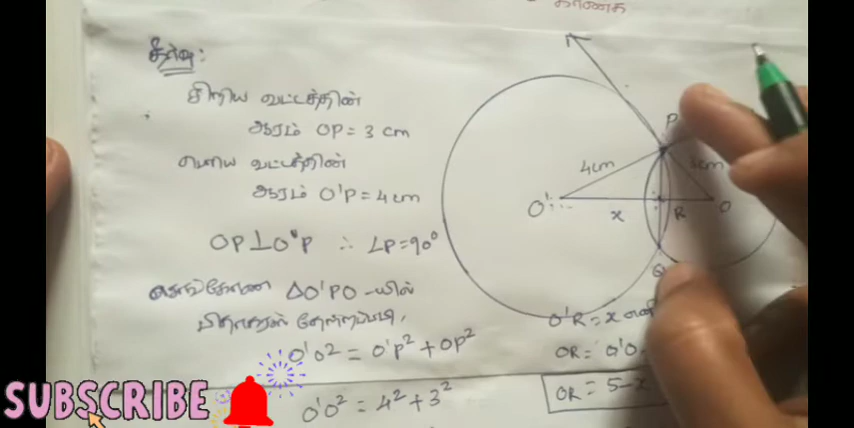 காண்க
தீர்வு:
சிறிய வட்டத்தின்
ஆரம் OP = 3 cm
பெரிய வட்டத்தின்
ஆரம் O'P = 4 cm
OP⊥O'P ∴ ∠P = 90°
செங்கோண ΔO'PO -யில்
பிதாகரஸ் தேற்றப்படி,
O'O² = O'P² + OP²
O'O² = 4² + 3²
P
4cm
3cm
O'
x
R
O
Q
O'R = x என
OR = O'O
OR = 5-x
SUBSCRIBE